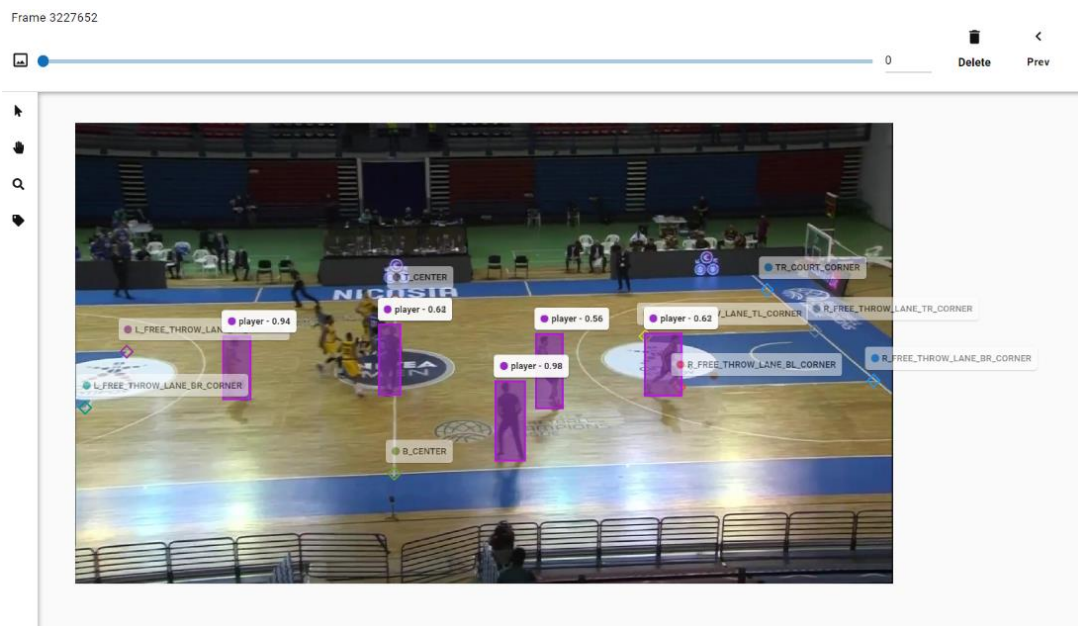 Frame 3227652
0
Delete
Prev
T_CENTER
TR_COURT_CORNER
NICOSIA
player - 0.62
R_FREE_THROW_LANE_TR_CORNER
player - 0.94
player - 0.56
player - 0.62
/_LANE_TL_CORNER
L_FREE_THROW_LAN
R_FREE_THROW_LANE_BR_CORNER
player - 0.98
R_FREE_THROW_LANE_BL_CORNER
L_FREE_THROW_LANE_BR_CORNER
B_CENTER